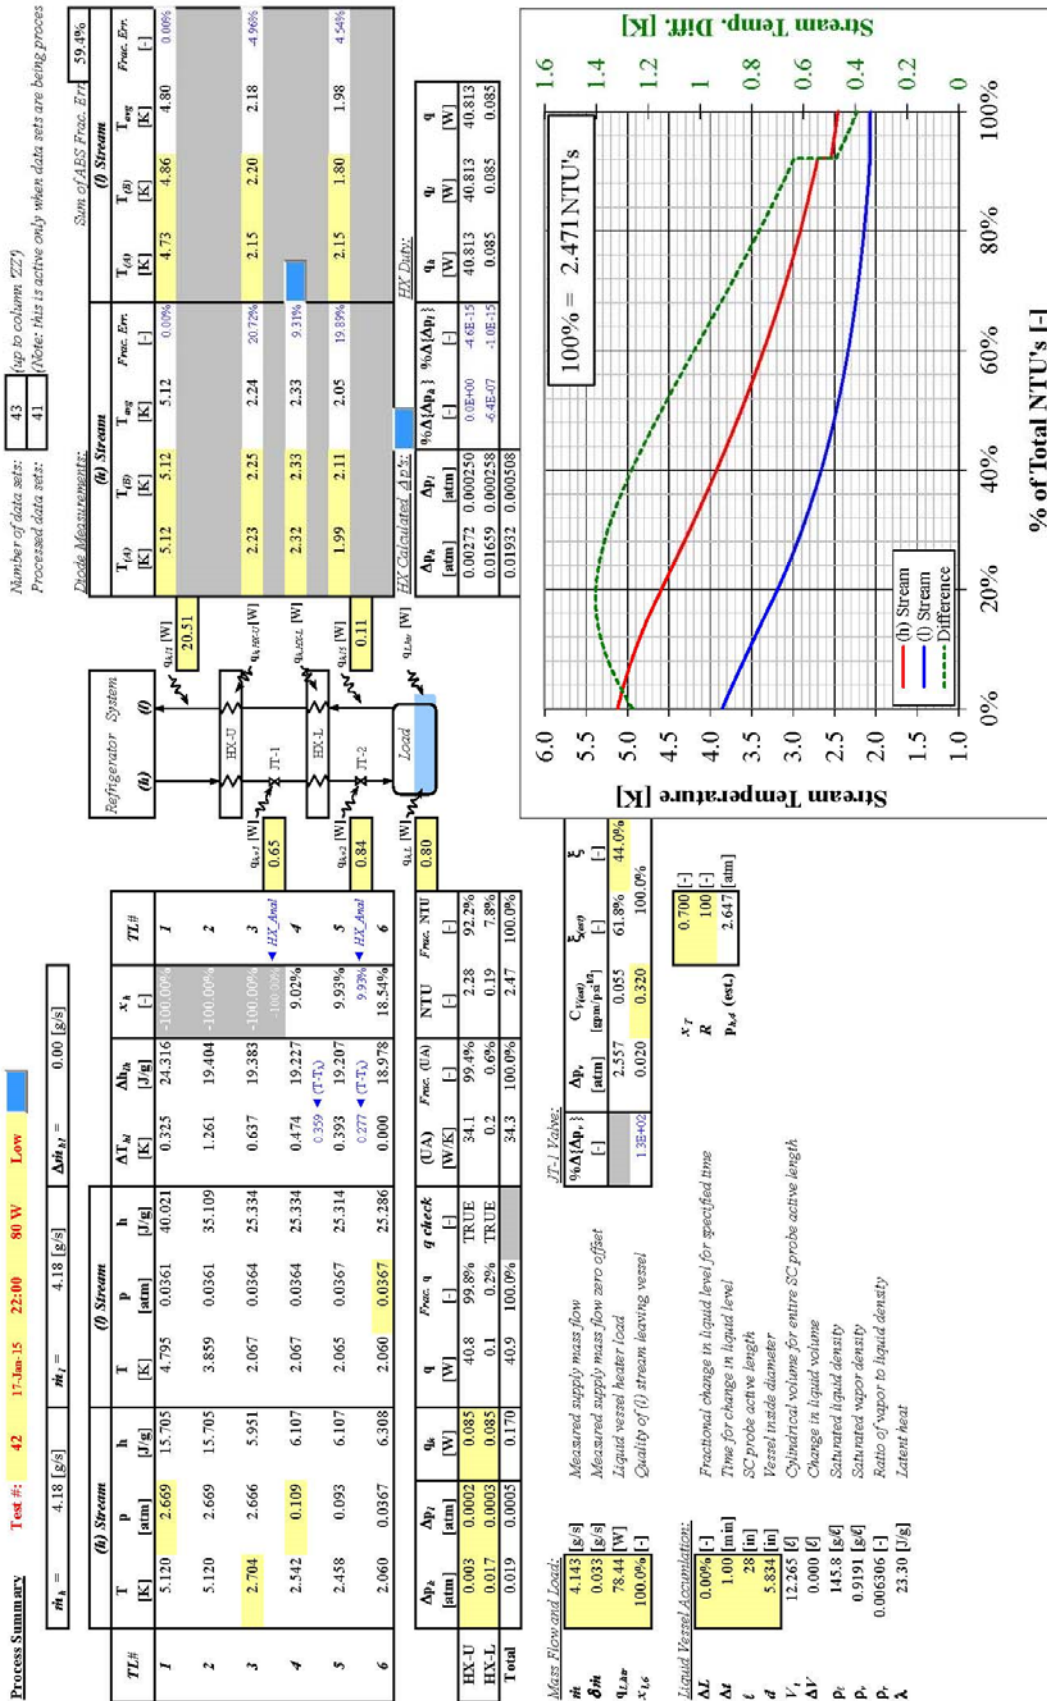 Process Summary Test #: 42 17-Jan-15 22:00 80 W Low
ṁh = 4.18 [g/s] ṁl = 4.18 [g/s] Δṁhl = 0.00 [g/s]
TL# (h) Stream (l) Stream TL#
T p h T p h ΔThl Δhlh xh
[K] [atm] [J/g] [K] [atm] [J/g] [K] [J/g] [-]
1 5.120 2.669 15.705 4.795 0.0361 40.021 0.325 24.316 -100.00% 1
2 5.120 2.669 15.705 3.859 0.0361 35.109 1.261 19.404 -100.00% 2
3 2.704 2.666 5.951 2.067 0.0364 25.334 0.637 19.383 -100.00% 3
-100.00% ◄ HX_Anal
4 2.542 0.109 6.107 2.067 0.0364 25.334 0.474 19.227 9.02% 4
0.359 ◄ (T-Tλ)
5 2.458 0.093 6.107 2.065 0.0367 25.314 0.393 19.207 9.93% 5
0.277 ◄ (T-Tλ) 9.93% ◄ HX_Anal
6 2.060 0.0367 6.308 2.060 0.0367 25.286 0.000 18.978 18.54% 6
Δph Δpl qk q Frac. q q check (UA) Frac. (UA) NTU Frac. NTU
[atm] [atm] [W] [W] [-] [-] [W/K] [-] [-] [-]
HX-U 0.003 0.0002 0.085 40.8 99.8% TRUE 34.1 99.4% 2.28 92.2%
HX-L 0.017 0.0003 0.085 0.1 0.2% TRUE 0.2 0.6% 0.19 7.8%
Total 0.019 0.0005 0.170 40.9 100.0% 34.3 100.0% 2.47 100.0%
Mass Flow and Load:
ṁ 4.143 [g/s] Measured supply mass flow
δṁ 0.033 [g/s] Measured supply mass flow zero offset
qL,htr 78.44 [W] Liquid vessel heater load
xl,6 100.0% [-] Quality of (l) stream leaving vessel
Liquid Vessel Accumlation:
ΔL 0.00% [-] Fractional change in liquid level for specified time
Δt 1.00 [min] Time for change in liquid level
ℓ 28 [in] SC probe active length
d 5.834 [in] Vessel inside diameter
V1 12.265 [ℓ] Cylindrical volume for entire SC probe active length
ΔV 0.000 [ℓ] Change in liquid volume
ρℓ 145.8 [g/ℓ] Saturated liquid density
ρv 0.9191 [g/ℓ] Saturated vapor density
ρr 0.006306 [-] Ratio of vapor to liquid density
λ 23.30 [J/g] Latent heat
JT-1 Valve:
%Δ{Δpv} Δpv CV(est) ξv(est) ξ
[-] [atm] [gpm/psi^1/2] [-] [-]
2.557 0.055 61.8% 44.0%
1.3E+02 0.020 0.320 100.0%
xT 0.700 [-]
R 100 [-]
Ph,4 (est.) 2.647 [atm]
Refrigerator System
(h) (l)
qk,l1 [W]
20.51
HX-U
qk,HX-U [W]
qk,v1 [W]
0.65
JT-1
HX-L
qk,HX-L [W]
qk,v2 [W]
0.84
JT-2
qk,l5 [W]
0.11
Load
qk,L [W]
0.80
qL,htr [W]
Number of data sets: 43 (up to column 'ZZ')
Processed data sets: 41 (Note: this is active only when data sets are being proces
Diode Measurements: Sum of ABS Frac. Err 59.4%
(h) Stream (l) Stream
T(A) T(B) Tavg Frac. Err. T(A) T(B) Tavg Frac. Err.
[K] [K] [K] [-] [K] [K] [K] [-]
5.12 5.12 5.12 0.00% 4.73 4.86 4.80 0.00%
2.23 2.25 2.24 20.72% 2.15 2.20 2.18 -4.96%
2.32 2.33 2.33 9.31%
1.99 2.11 2.05 19.89% 2.15 1.80 1.98 4.54%
HX Calculated Δp's: HX Duty:
Δph Δpl %Δ{Δph} %Δ{Δpl} qh ql q
[atm] [atm] [-] [-] [W] [W] [W]
0.00272 0.000250 0.0E+00 -4.6E-15 40.813 40.813 40.813
0.01659 0.000258 -6.4E-07 -1.0E-15 0.085 0.085 0.085
0.01932 0.000508
Stream Temperature [K]
6.0
5.5
5.0
4.5
4.0
3.5
3.0
2.5
2.0
1.5
1.0
100% = 2.471NTU's
(h) Stream
(l) Stream
Difference
0% 20% 40% 60% 80% 100%
% of Total NTU's [-]
1.6
1.4
1.2
1
0.8
0.6
0.4
0.2
0
Stream Temp. Diff. [K]